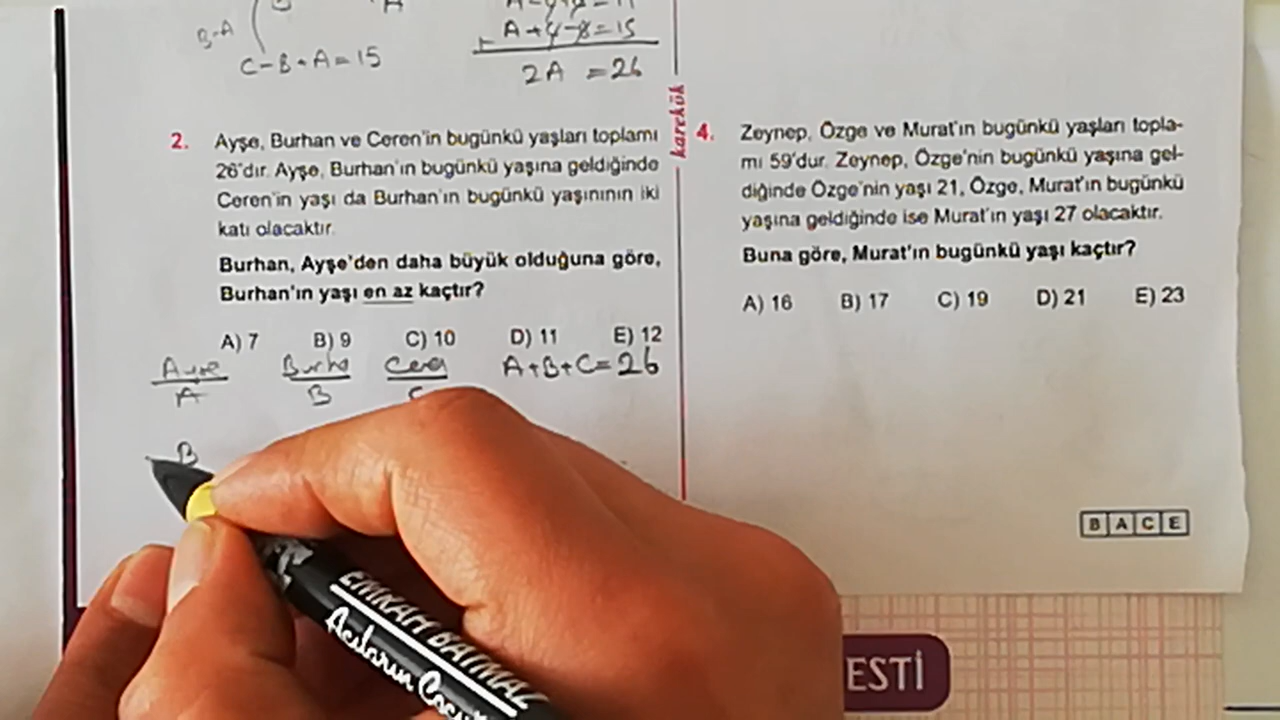 B-A
C-B+A=15
A+4-8=15
2A =26
karekök
2. Ayşe, Burhan ve Ceren'in bugünkü yaşları toplamı
26'dır. Ayşe, Burhan'ın bugünkü yaşına geldiğinde
Ceren'in yaşı da Burhan'ın bugünkü yaşınının iki
katı olacaktır.
Burhan, Ayşe'den daha büyük olduğuna göre,
Burhan'ın yaşı en az kaçtır?
A) 7 B) 9 C) 10 D) 11 E) 12
Ayşe Burha Ceren A+B+C=26
A B
B
4. Zeynep, Özge ve Murat'ın bugünkü yaşları topla-
mı 59'dur. Zeynep, Özge'nin bugünkü yaşına gel-
diğinde Özge'nin yaşı 21, Özge, Murat'ın bugünkü
yaşına geldiğinde ise Murat'ın yaşı 27 olacaktır.
Buna göre, Murat'ın bugünkü yaşı kaçtır?
A) 16 B) 17 C) 19 D) 21 E) 23
B A C E
ESTİ
EMRAH BATMAZ
Acıların